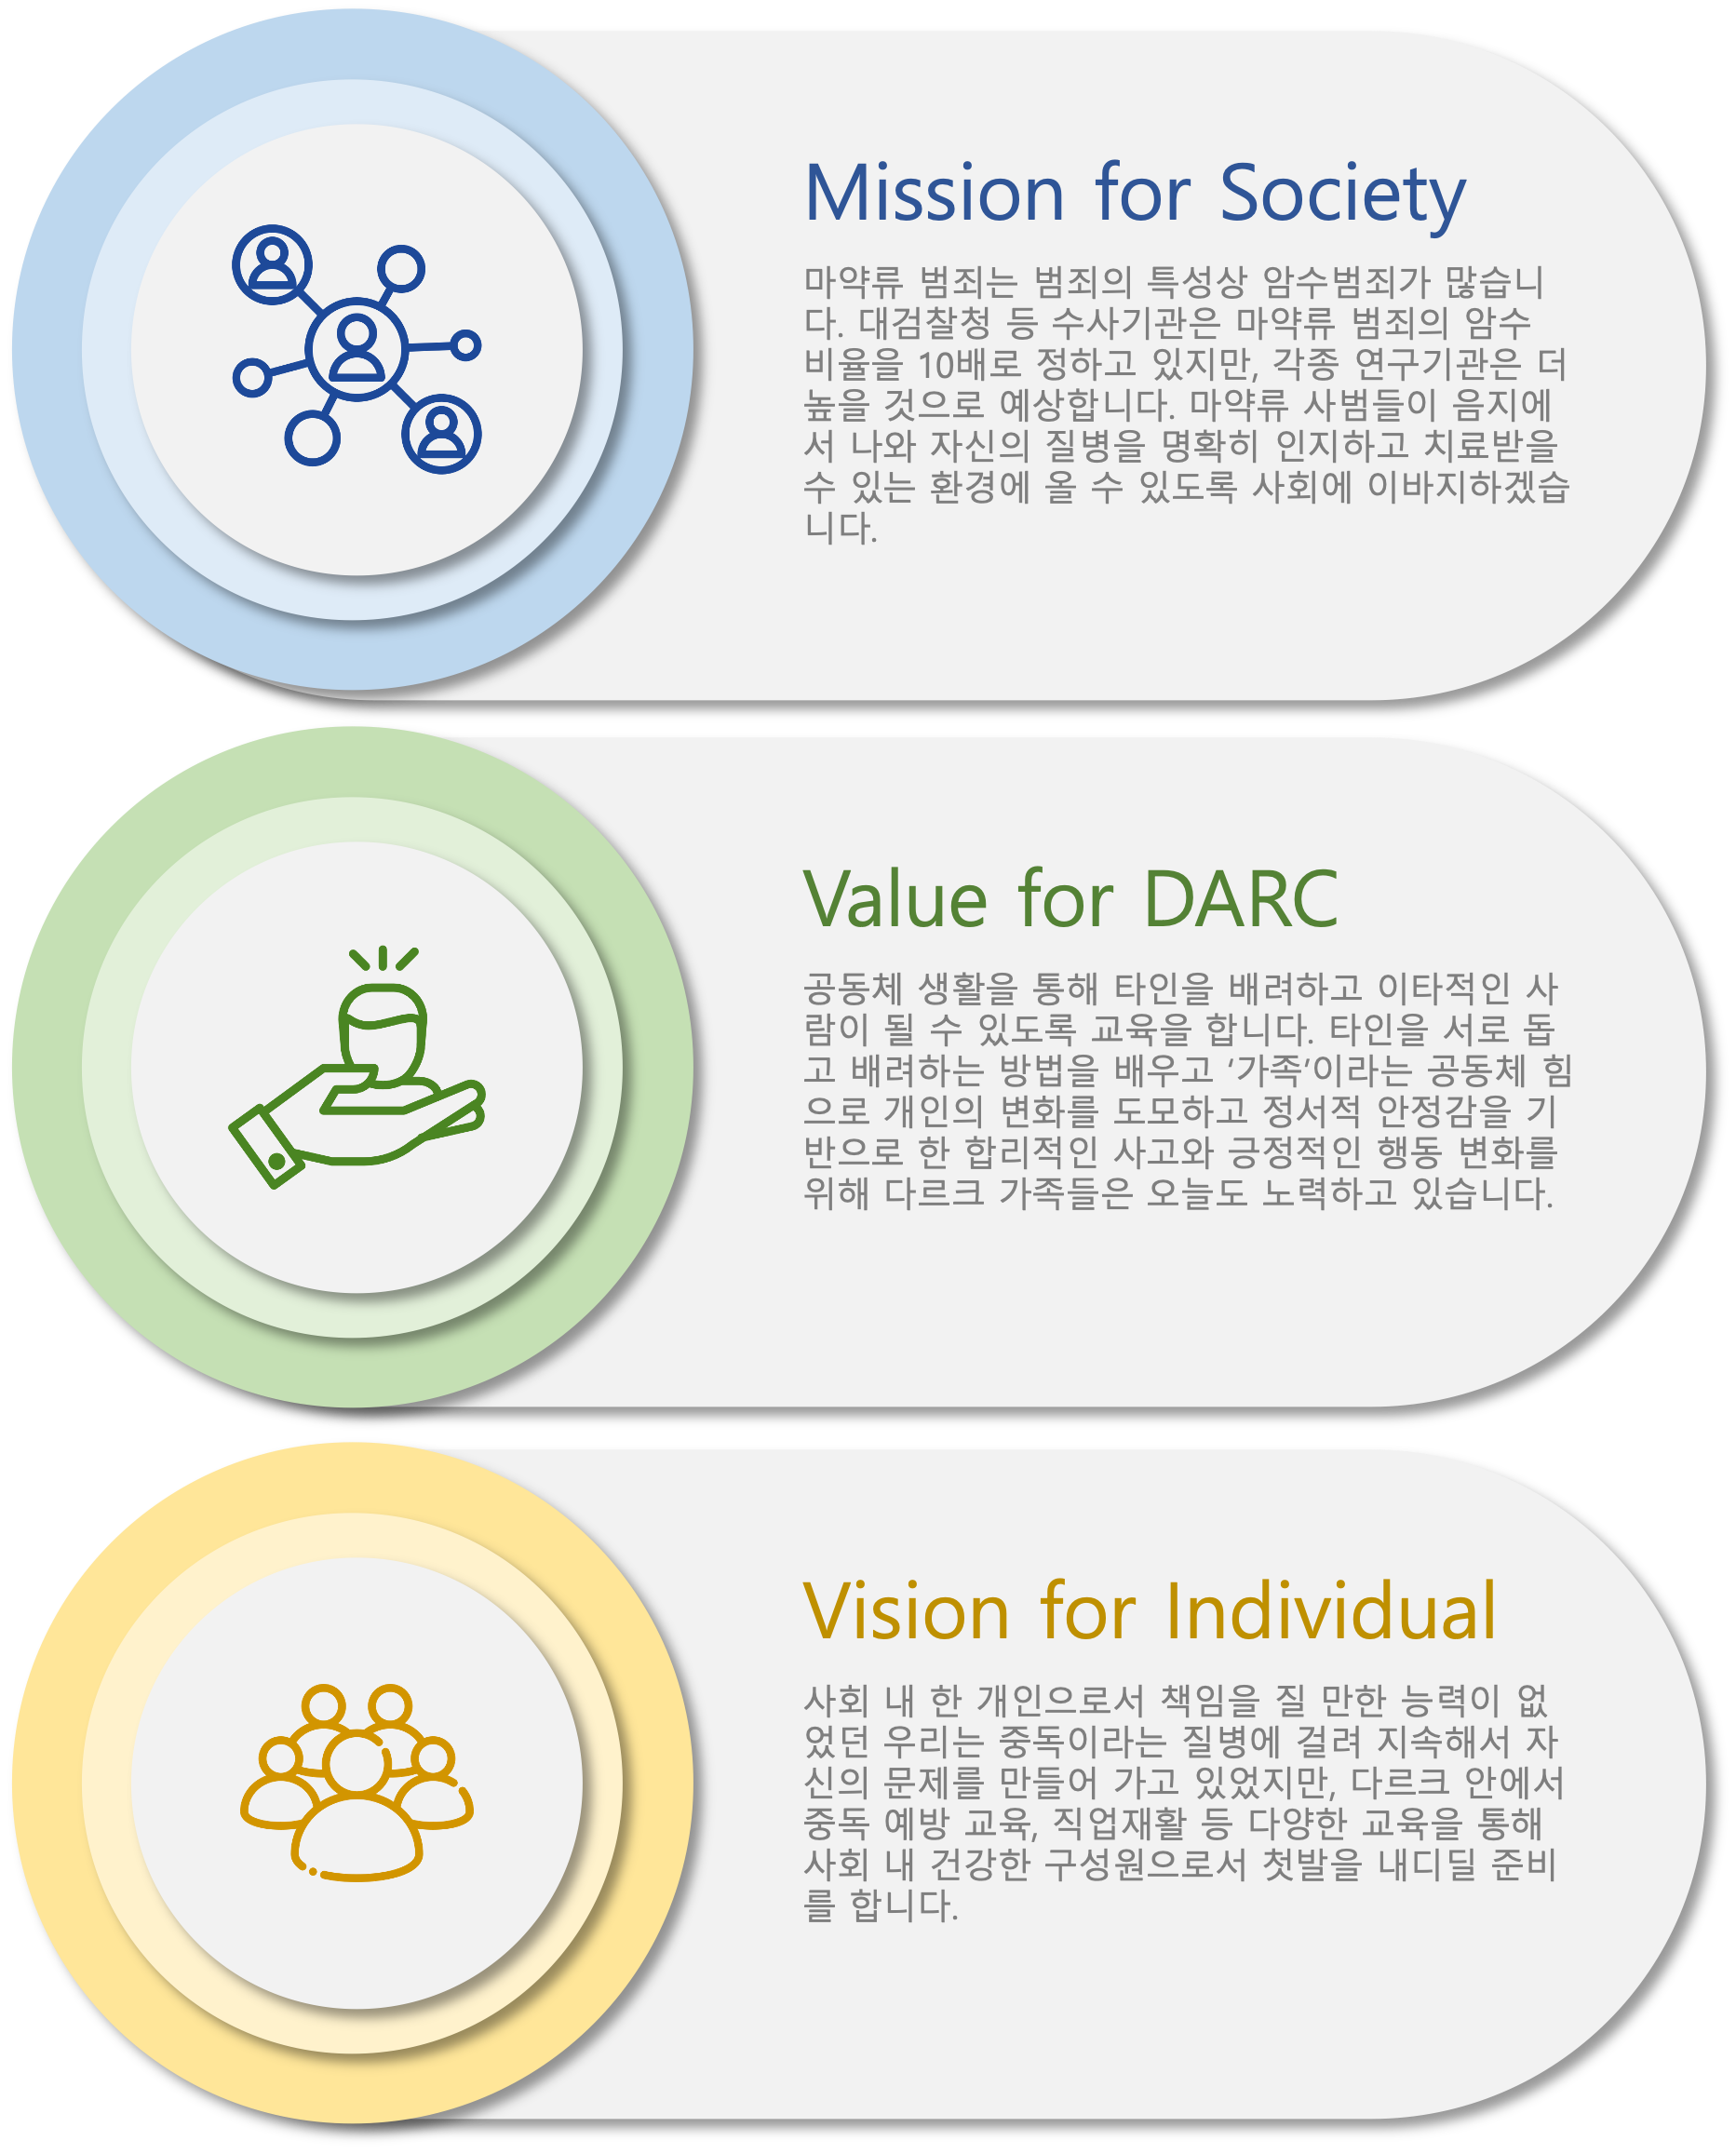 Mission for Society
마약류 범죄는 범죄의 특성상 암수범죄가 많습니
다. 대검찰청 등 수사기관은 마약류 범죄의 암수
비율을 10배로 정하고 있지만, 각종 연구기관은 더
높을 것으로 예상합니다. 마약류 사범들이 음지에
서 나와 자신의 질병을 명확히 인지하고 치료받을
수 있는 환경에 올 수 있도록 사회에 이바지하겠습
니다.
Value for DARC
공동체 생활을 통해 타인을 배려하고 이타적인 사
람이 될 수 있도록 교육을 합니다. 타인을 서로 돕
고 배려하는 방법을 배우고 ‘가족’이라는 공동체 힘
으로 개인의 변화를 도모하고 정서적 안정감을 기
반으로 한 합리적인 사고와 긍정적인 행동 변화를
위해 다르크 가족들은 오늘도 노력하고 있습니다.
Vision for Individual
사회 내 한 개인으로서 책임을 질 만한 능력이 없
었던 우리는 중독이라는 질병에 걸려 지속해서 자
신의 문제를 만들어 가고 있었지만, 다르크 안에서
중독 예방 교육, 직업재활 등 다양한 교육을 통해
사회 내 건강한 구성원으로서 첫발을 내디딜 준비
를 합니다.